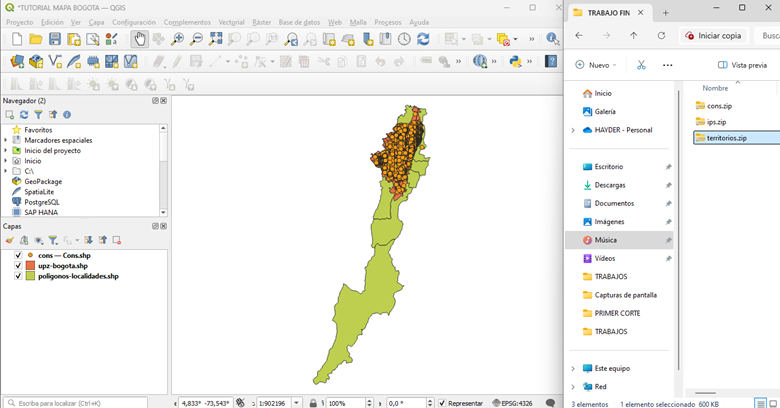 *TUTORIAL MAPA BOGOTA — QGIS
Proyecto Edición Ver Capa Configuración Complementos Vectorial Ráster Base de datos Web Malla Procesos Ayuda
Navegador (2)
Favoritos
Marcadores espaciales
Inicio del proyecto
Inicio
C:\
GeoPackage
SpatiaLite
PostgreSQL
SAP HANA
Capas
cons — Cons.shp
upz-bogota.shp
poligonos-localidades.shp
Escriba para localizar (Ctrl+K)
4,833° -73,543°
1:902196
100%
0,0 °
Representar
EPSG:4326
TRABAJO FIN
Iniciar copia
Busca
Nuevo
Vista previa
Nombre
Inicio
Galería
HAYDER - Personal
Escritorio
Descargas
Documentos
Imágenes
Música
Vídeos
TRABAJOS
Capturas de pantalla
PRIMER CORTE
TRABAJOS
Este equipo
Red
cons.zip
ips.zip
territorios.zip
3 elementos 1 elemento seleccionado 600 KB